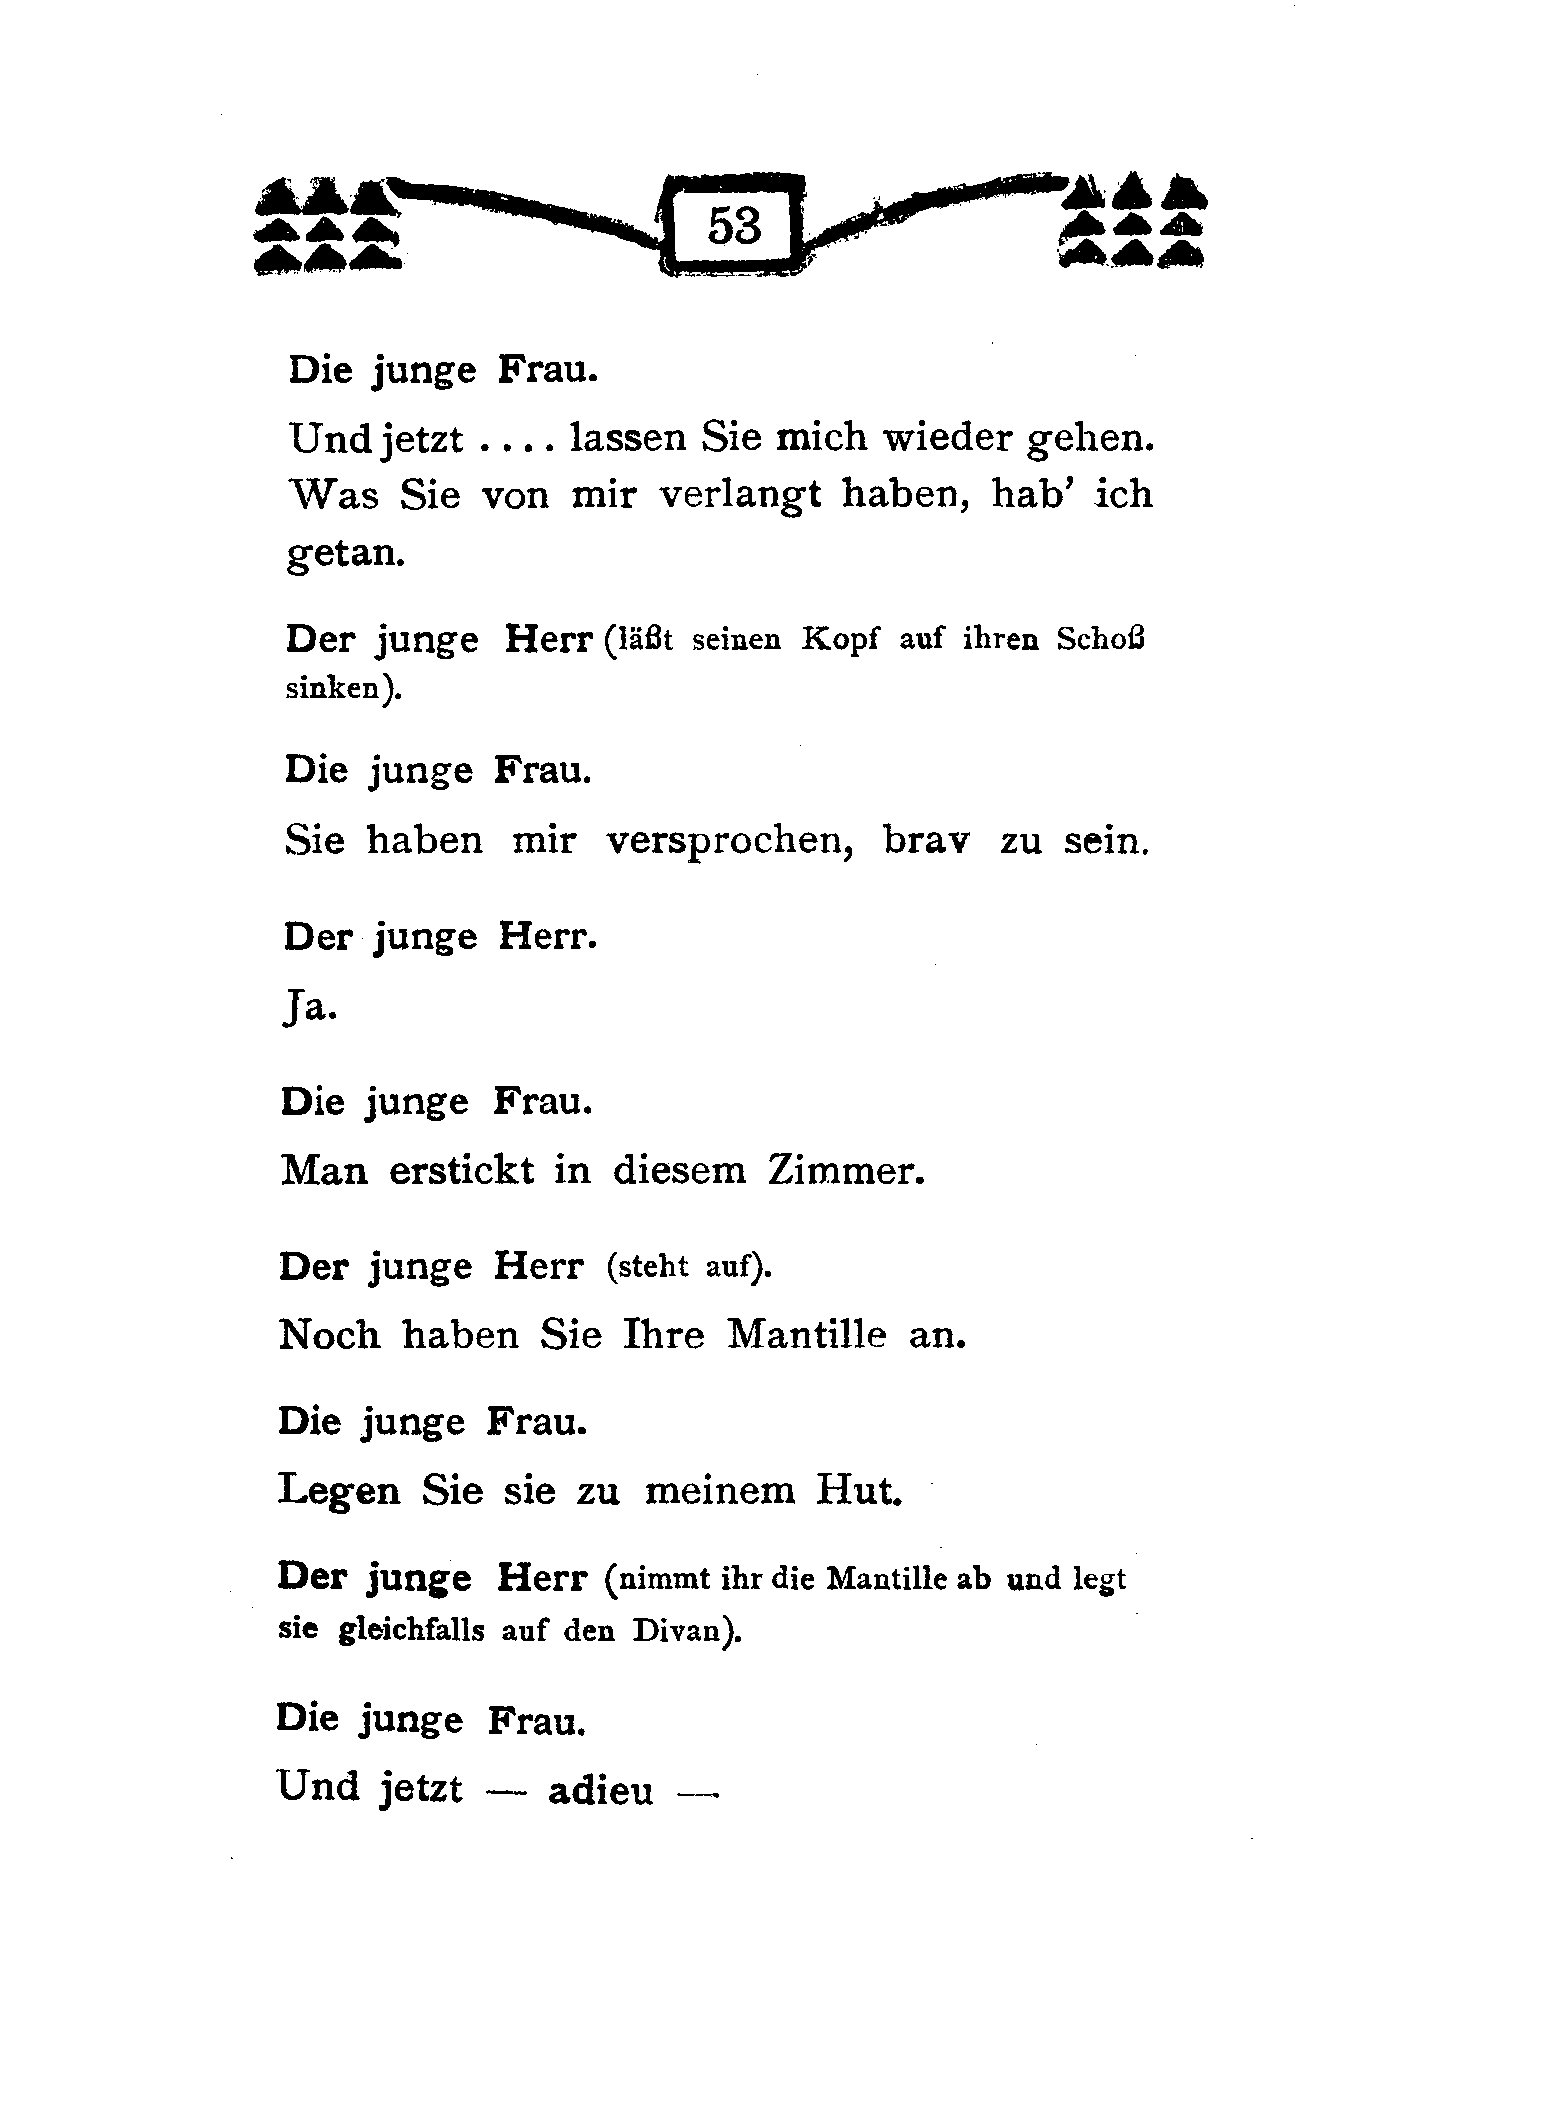 53
Die junge Frau.
Und jetzt .... lassen Sie mich wieder gehen.
Was Sie von mir verlangt haben, hab' ich
getan.
Der junge Herr (läßt seinen Kopf auf ihren Schoß
sinken).
Die junge Frau.
Sie haben mir versprochen, brav zu sein.
Der junge Herr.
Ja.
Die junge Frau.
Man erstickt in diesem Zimmer.
Der junge Herr (steht auf).
Noch haben Sie Ihre Mantille an.
Die junge Frau.
Legen Sie sie zu meinem Hut.
Der junge Herr (nimmt ihr die Mantille ab und legt
sie gleichfalls auf den Divan).
Die junge Frau.
Und jetzt — adieu —